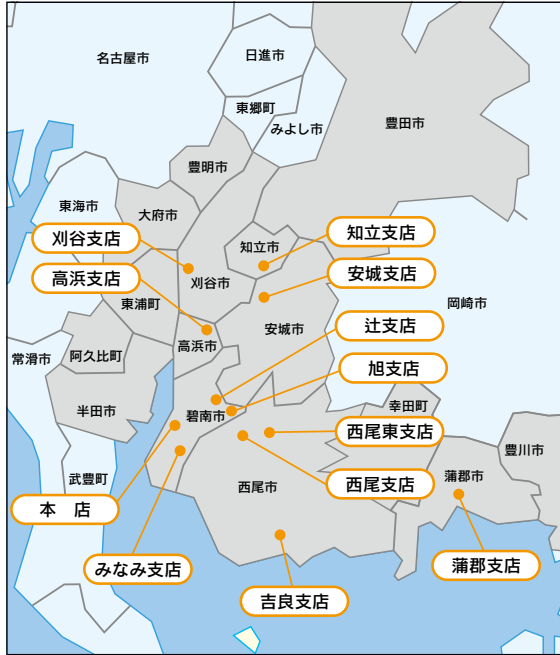 名古屋市
日進市
東郷町
みよし市
豊田市
豊明市
東海市
大府市
刈谷支店
知立支店
知立市
高浜支店
刈谷市
安城支店
東浦町
岡崎市
安城市
辻支店
高浜市
常滑市
阿久比町
旭支店
半田市
碧南市
幸田町
西尾東支店
豊川市
武豊町
西尾市
西尾支店
蒲郡市
本　店
みなみ支店
蒲郡支店
吉良支店